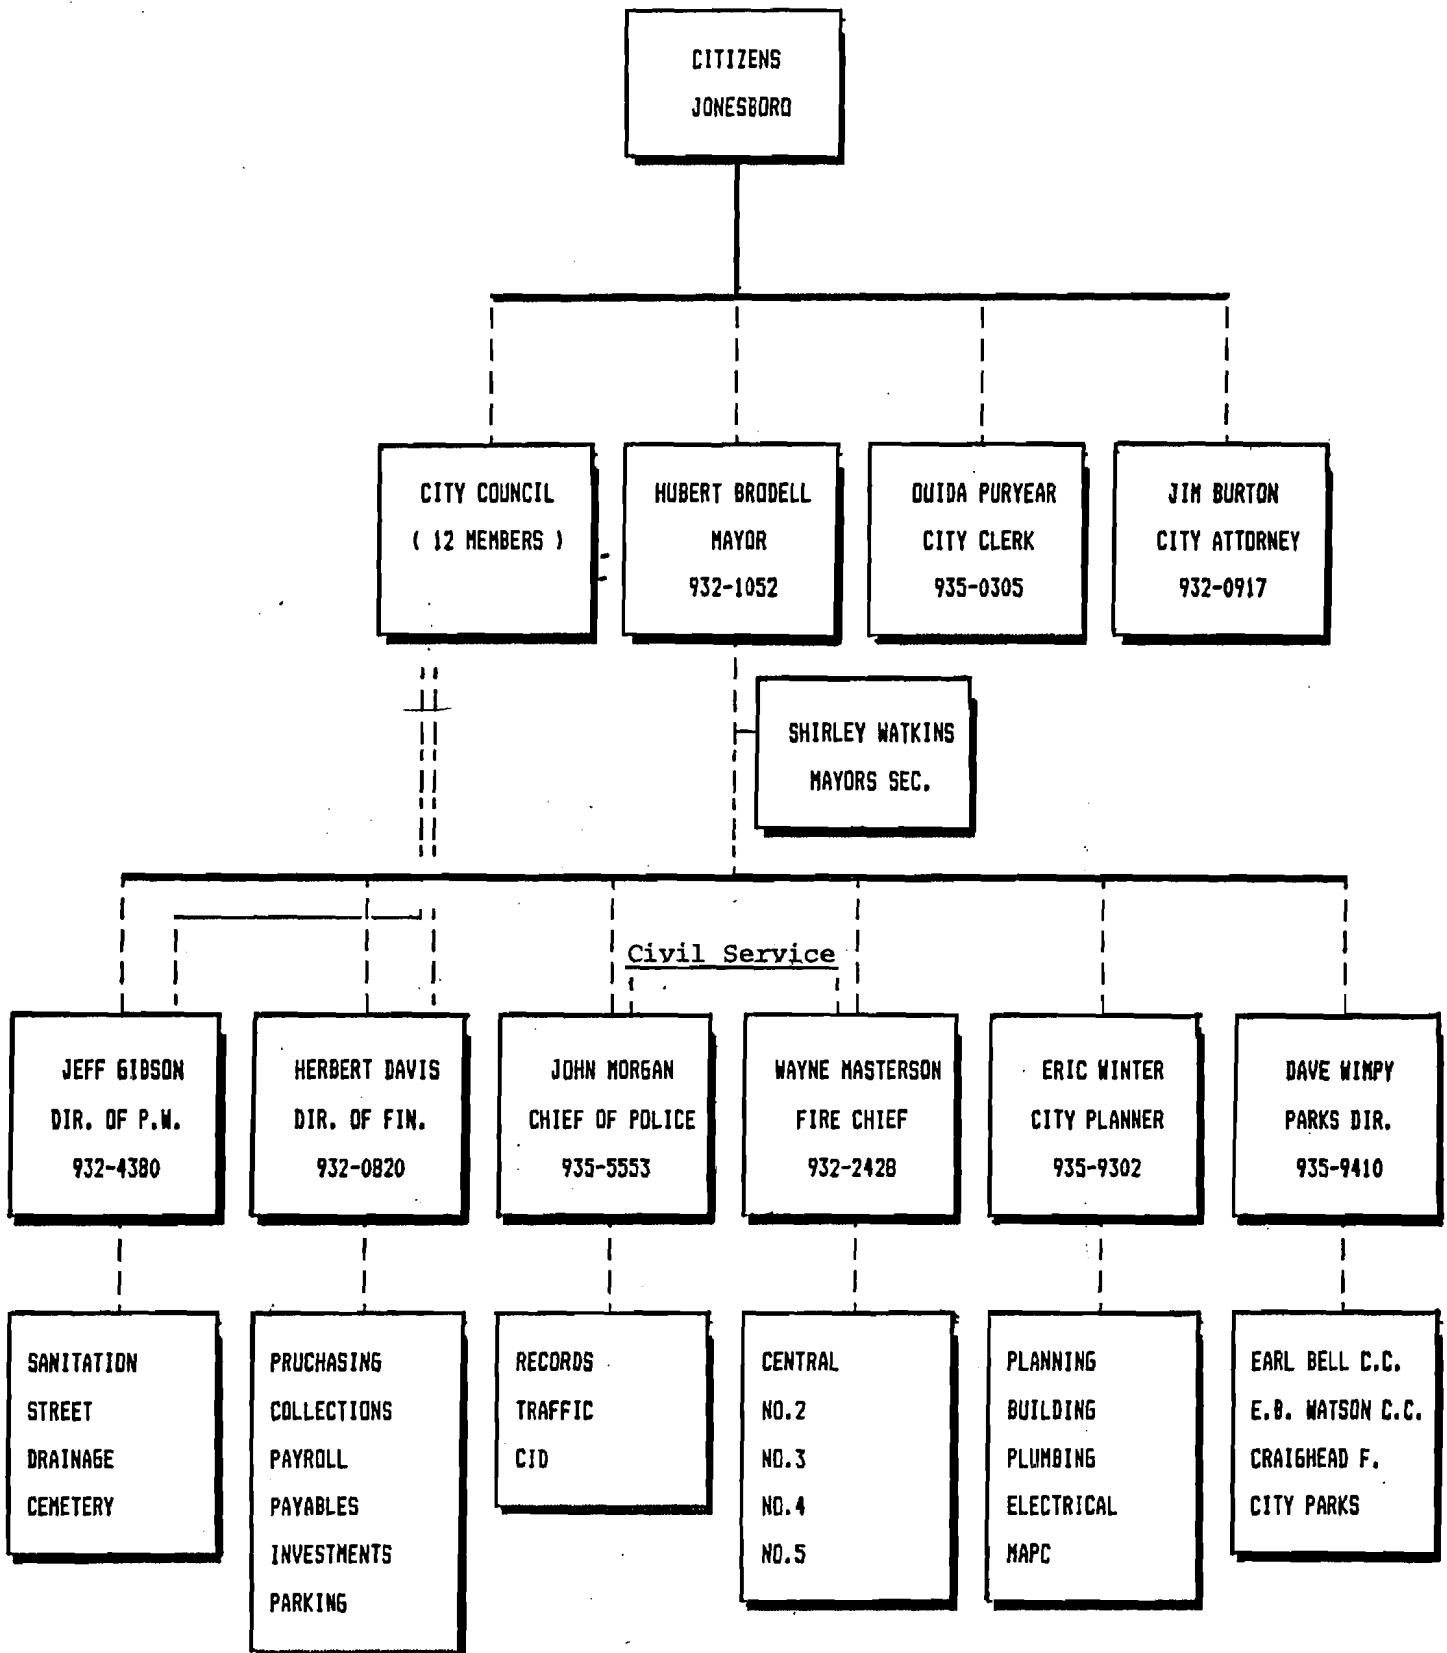 CITIZENS
JONESBORO
CITY COUNCIL
( 12 MEMBERS )
HUBERT BRODELL
MAYOR
932-1052
OUIDA PURYEAR
CITY CLERK
935-0305
JIM BURTON
CITY ATTORNEY
932-0917
SHIRLEY WATKINS
MAYORS SEC.
Civil Service
JEFF GIBSON
DIR. OF P.W.
932-4380
HERBERT DAVIS
DIR. OF FIN.
932-0820
JOHN MORGAN
CHIEF OF POLICE
935-5553
WAYNE MASTERSON
FIRE CHIEF
932-2428
ERIC WINTER
CITY PLANNER
935-9302
DAVE WIMPY
PARKS DIR.
935-9410
SANITATION
STREET
DRAINAGE
CEMETERY
PRUCHASING
COLLECTIONS
PAYROLL
PAYABLES
INVESTMENTS
PARKING
RECORDS
TRAFFIC
CID
CENTRAL
NO.2
NO.3
NO.4
NO.5
PLANNING
BUILDING
PLUMBING
ELECTRICAL
MAPC
EARL BELL C.C.
E.B. WATSON C.C.
CRAIGHEAD F.
CITY PARKS